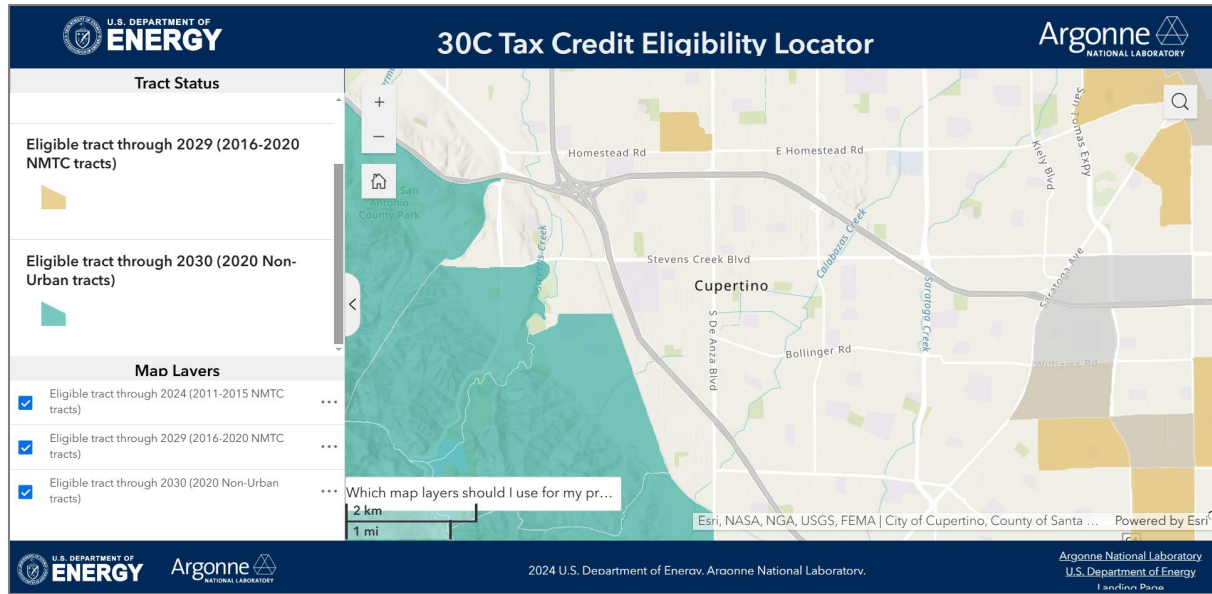 U.S. DEPARTMENT OF
ENERGY
30C Tax Credit Eligibility Locator
Argonne
NATIONAL LABORATORY
Tract Status
Eligible tract through 2029 (2016-2020
NMTC tracts)
Eligible tract through 2030 (2020 Non-
Urban tracts)
Map Layers
Eligible tract through 2024 (2011-2015 NMTC
tracts)
Eligible tract through 2029 (2016-2020 NMTC
tracts)
Eligible tract through 2030 (2020 Non-Urban
tracts)
+
−
San
Antonio
County Park
Homestead Rd
E Homestead Rd
Kiely Blvd
San Tomas Expy
Stevens Creek
Stevens Creek Blvd
Cupertino
Calabazas Creek
Saratoga Creek
Saratoga Ave
S De Anza Blvd
Bollinger Rd
Williams Rd
Which map layers should I use for my pr...
2 km
1 mi
Esri, NASA, NGA, USGS, FEMA | City of Cupertino, County of Santa ...
Powered by Esri
U.S. DEPARTMENT OF
ENERGY
Argonne
NATIONAL LABORATORY
2024 U.S. Department of Energy, Argonne National Laboratory.
Argonne National Laboratory
U.S. Department of Energy
Landing Page